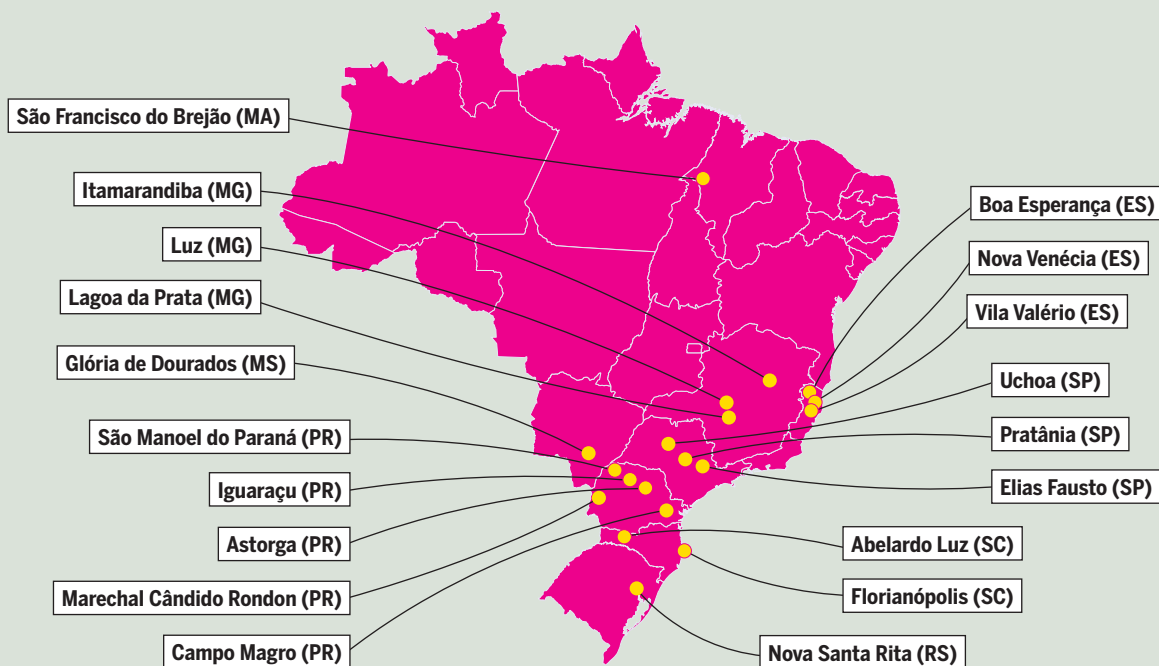 São Francisco do Brejão (MA)
Itamarandiba (MG)
Luz (MG)
Lagoa da Prata (MG)
Glória de Dourados (MS)
São Manoel do Paraná (PR)
Iguaraçu (PR)
Astorga (PR)
Marechal Cândido Rondon (PR)
Campo Magro (PR)
Boa Esperança (ES)
Nova Venécia (ES)
Vila Valério (ES)
Uchoa (SP)
Pratânia (SP)
Elias Fausto (SP)
Abelardo Luz (SC)
Florianópolis (SC)
Nova Santa Rita (RS)